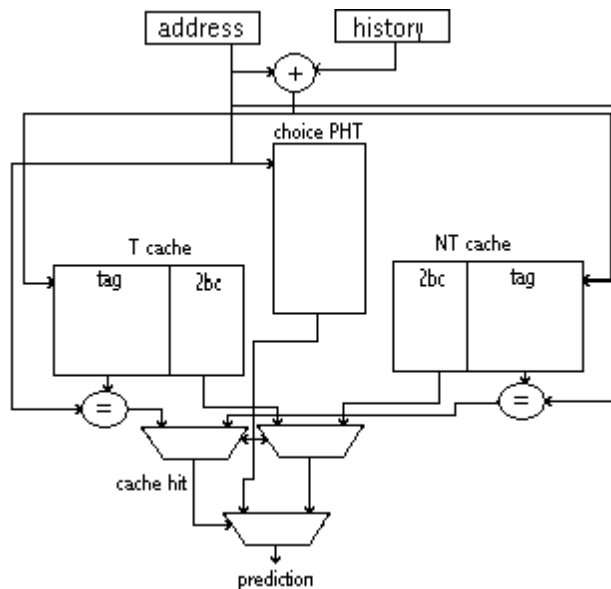 address
history
+
choice PHT
T cache
NT cache
tag
2bc
2bc
tag
=
=
cache hit
prediction